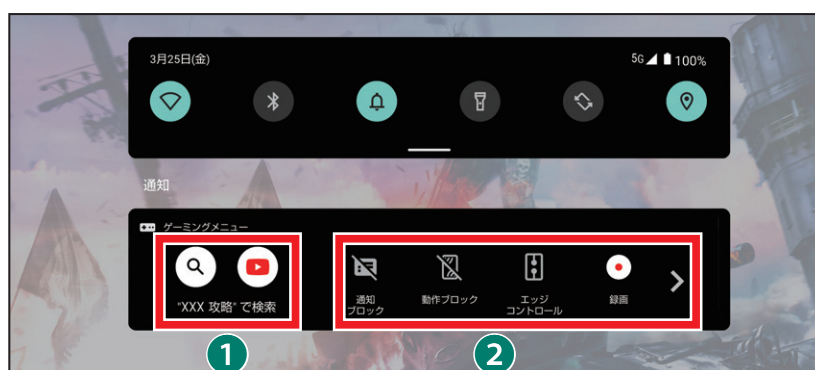 3月25日(金)
5G 100%
通知
ゲーミングメニュー
"XXX 攻略" で検索
通知
ブロック
動作ブロック
エッジ
コントロール
録画
1
2